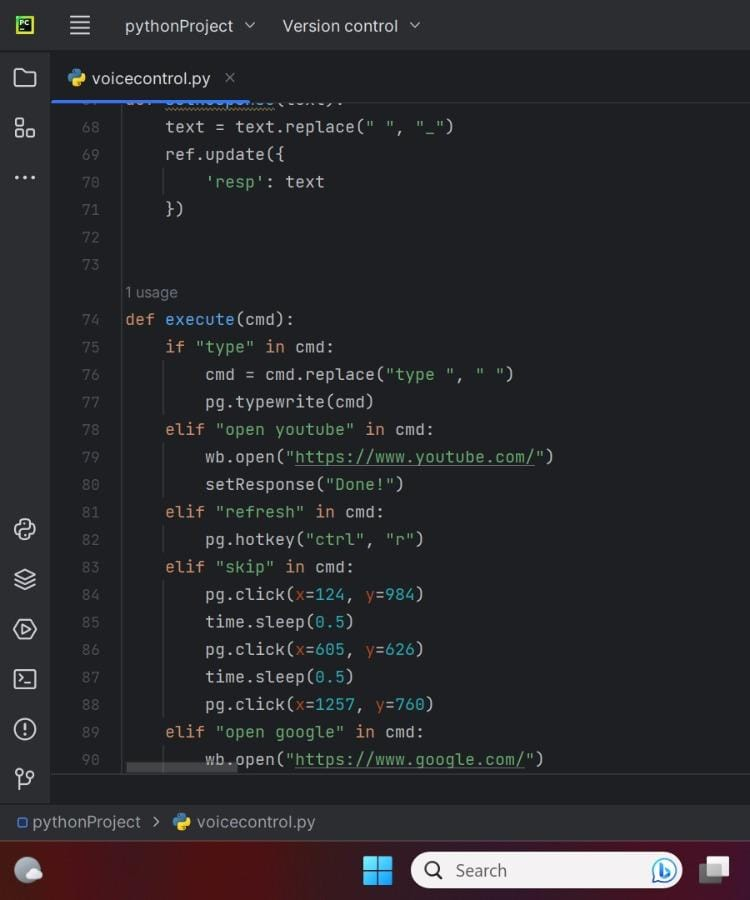 PC
pythonProject Version control
voicecontrol.py
68 text = text.replace(" ", "_")
69 ref.update({
70 'resp': text
71 })
72
73
1 usage
74 def execute(cmd):
75 if "type" in cmd:
76 cmd = cmd.replace("type ", " ")
77 pg.typewrite(cmd)
78 elif "open youtube" in cmd:
79 wb.open("https://www.youtube.com/")
80 setResponse("Done!")
81 elif "refresh" in cmd:
82 pg.hotkey("ctrl", "r")
83 elif "skip" in cmd:
84 pg.click(x=124, y=984)
85 time.sleep(0.5)
86 pg.click(x=605, y=626)
87 time.sleep(0.5)
88 pg.click(x=1257, y=760)
89 elif "open google" in cmd:
90 wb.open("https://www.google.com/")
pythonProject > voicecontrol.py
Search